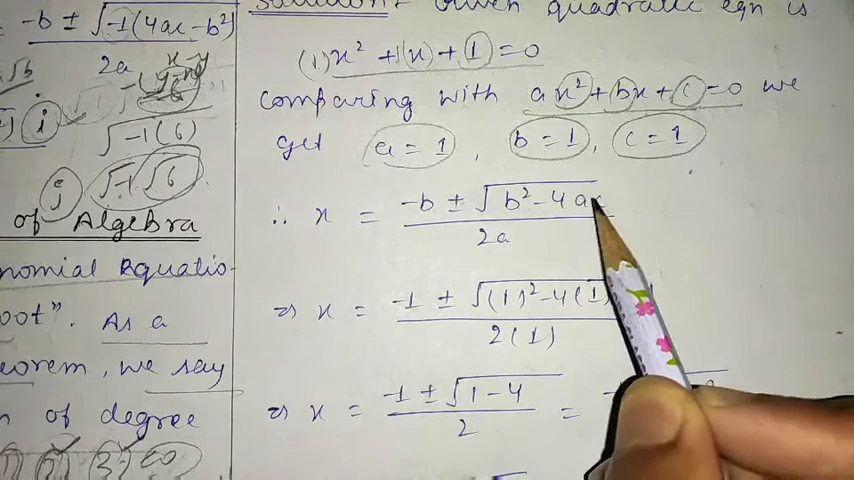 -b ± √-1(4ac-b²)
2a
√-1(6)
√-1 √6
of Algebra
nomial Equatio
oot". As a
eorem, we say
n of degree
Solution: Given quadratic eqn is
(1)x² + 1(x) + 1 = 0
comparing with ax² + bx + c = 0 we
get a = 1, b = 1, c = 1
∴ x = -b ± √b² - 4ac
2a
⇒ x = -1 ± √(1)² - 4(1)
2(1)
⇒ x = -1 ± √1-4 =
2